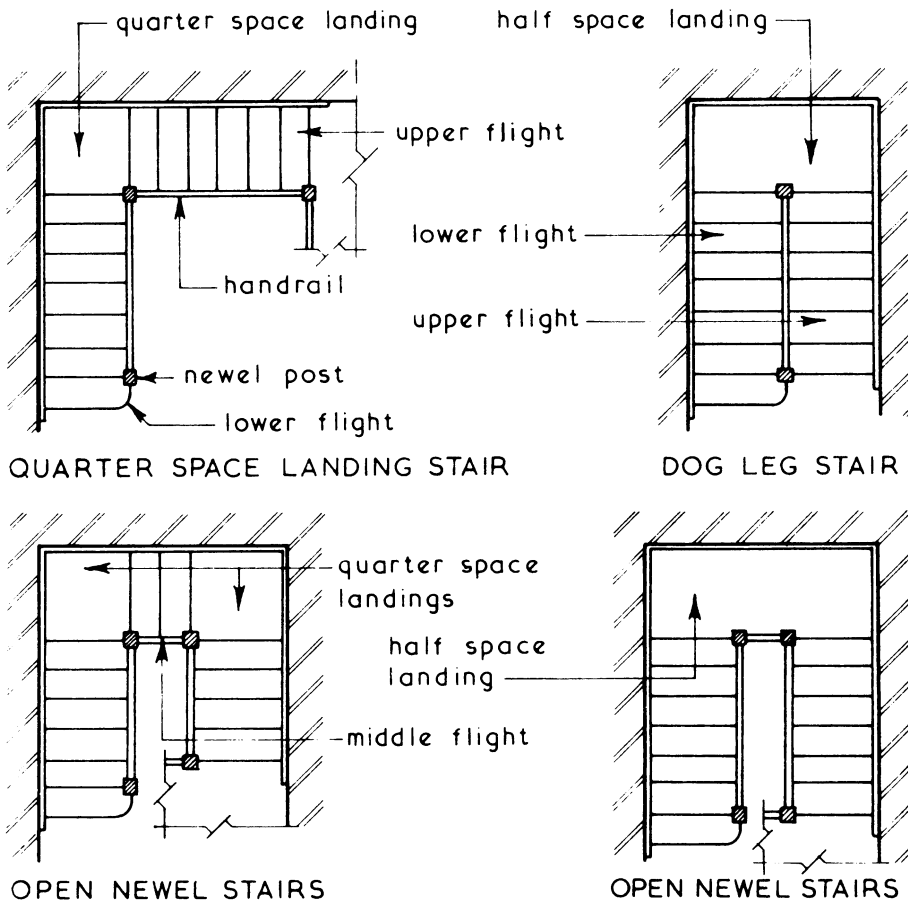 quarter space landing
half space landing
upper flight
lower flight
handrail
upper flight
newel post
lower flight
QUARTER SPACE LANDING STAIR
DOG LEG STAIR
quarter space
landings
half space
landing
middle flight
OPEN NEWEL STAIRS
OPEN NEWEL STAIRS